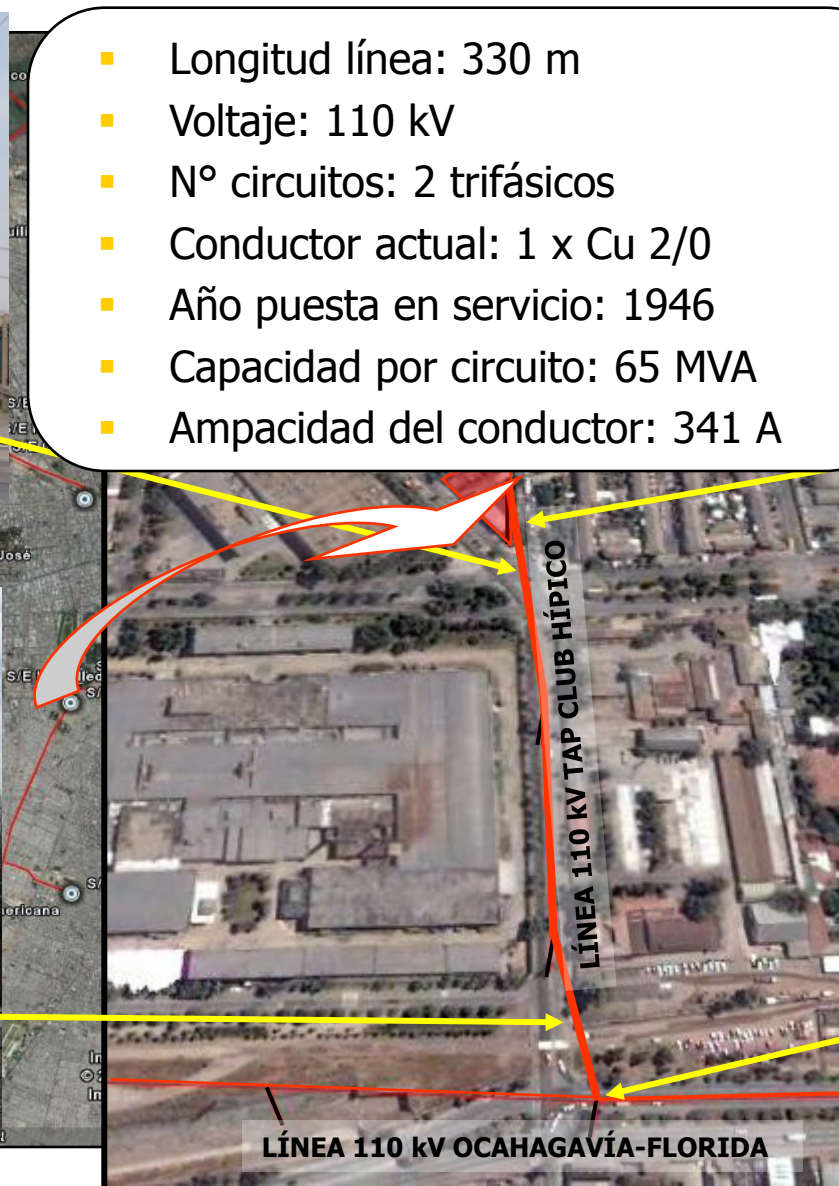 Longitud línea: 330 m
Voltaje: 110 kV
N° circuitos: 2 trifásicos
Conductor actual: 1 x Cu 2/0
Año puesta en servicio: 1946
Capacidad por circuito: 65 MVA
Ampacidad del conductor: 341 A
José
S/E
LÍNEA 110 kV TAP CLUB HÍPICO
LÍNEA 110 kV OCAHAGAVÍA-FLORIDA